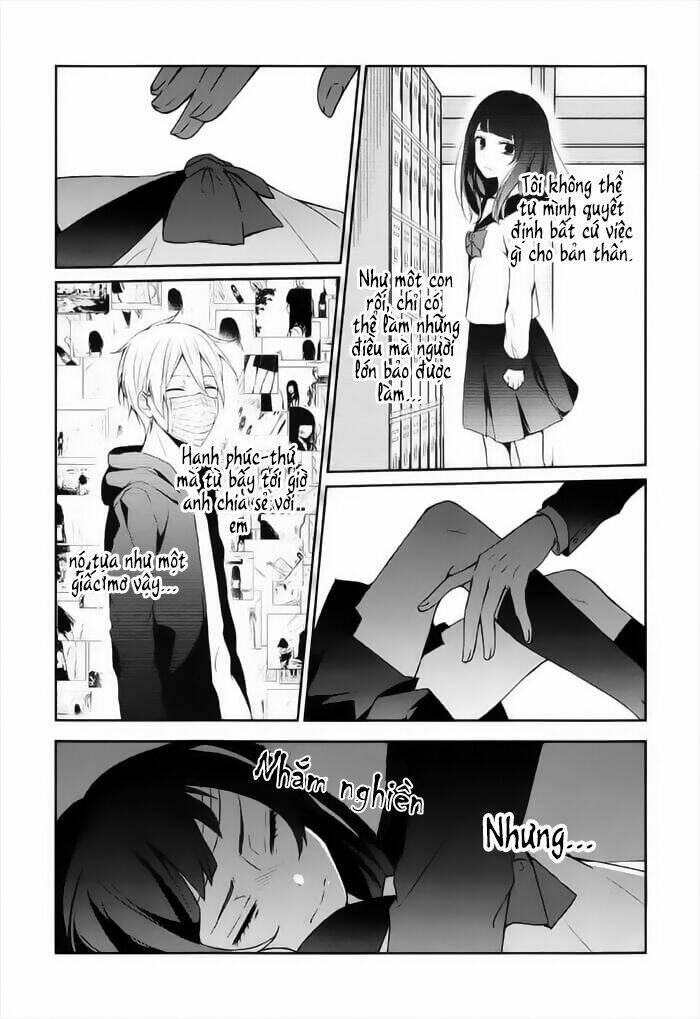 Tôi không thể
tự mình quyết
định bất cứ việc
gì cho bản thân.
Như một con
rối, chỉ có
thể làm những
điều mà người
lớn bảo được
làm...
Hạnh phúc-thứ
mà từ bấy tới giờ
anh chia sẻ với
em
nó tựa như một
giấc mơ vậy...
Nhắm nghiền
Nhưng...